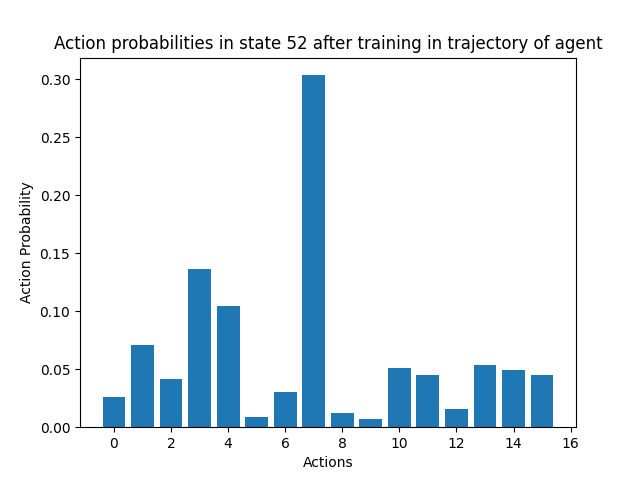 Action probabilities in state 52 after training in trajectory of agent
0.30
0.25
0.20
0.15
0.10
0.05
0.00
Action Probability
0 2 4 6 8 10 12 14 16
Actions